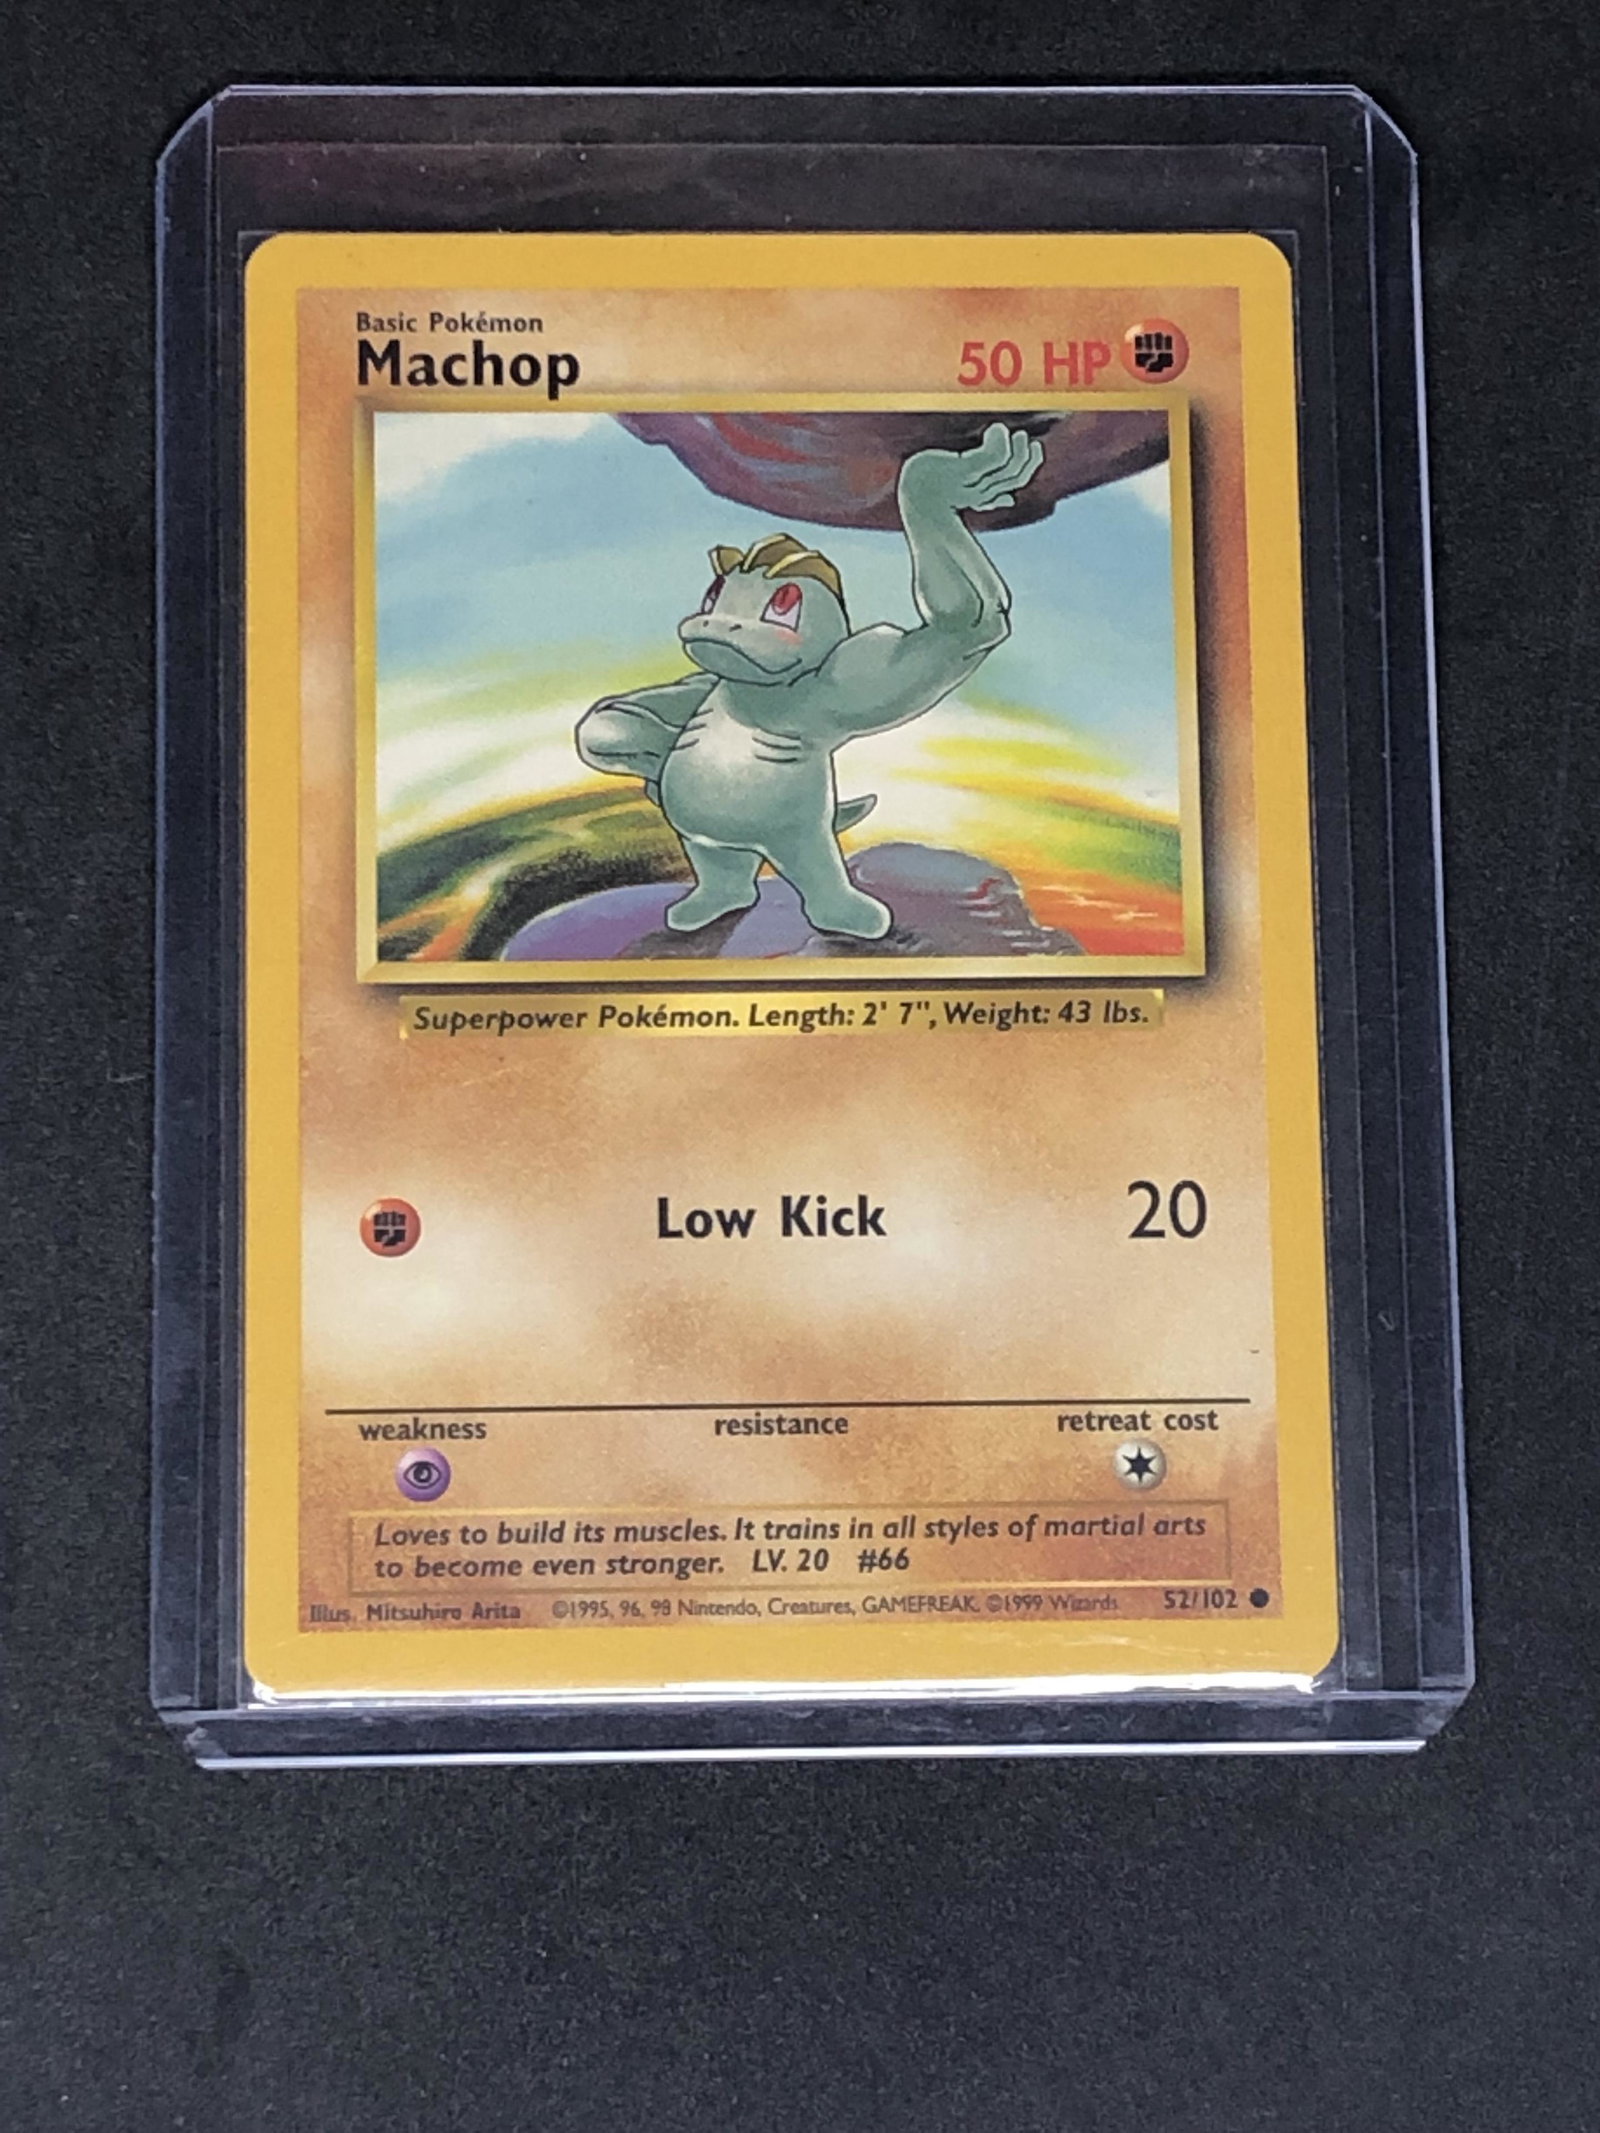 Basic Pokémon
Machop
50 HP
Superpower Pokémon. Length: 2' 7", Weight: 43 lbs.
Low Kick 20
weakness resistance retreat cost
Loves to build its muscles. It trains in all styles of martial arts
to become even stronger. LV. 20 #66
Illus. Mitsuhiro Arita ©1995, 96, 98 Nintendo, Creatures, GAMEFREAK. ©1999 Wizards. 52/102